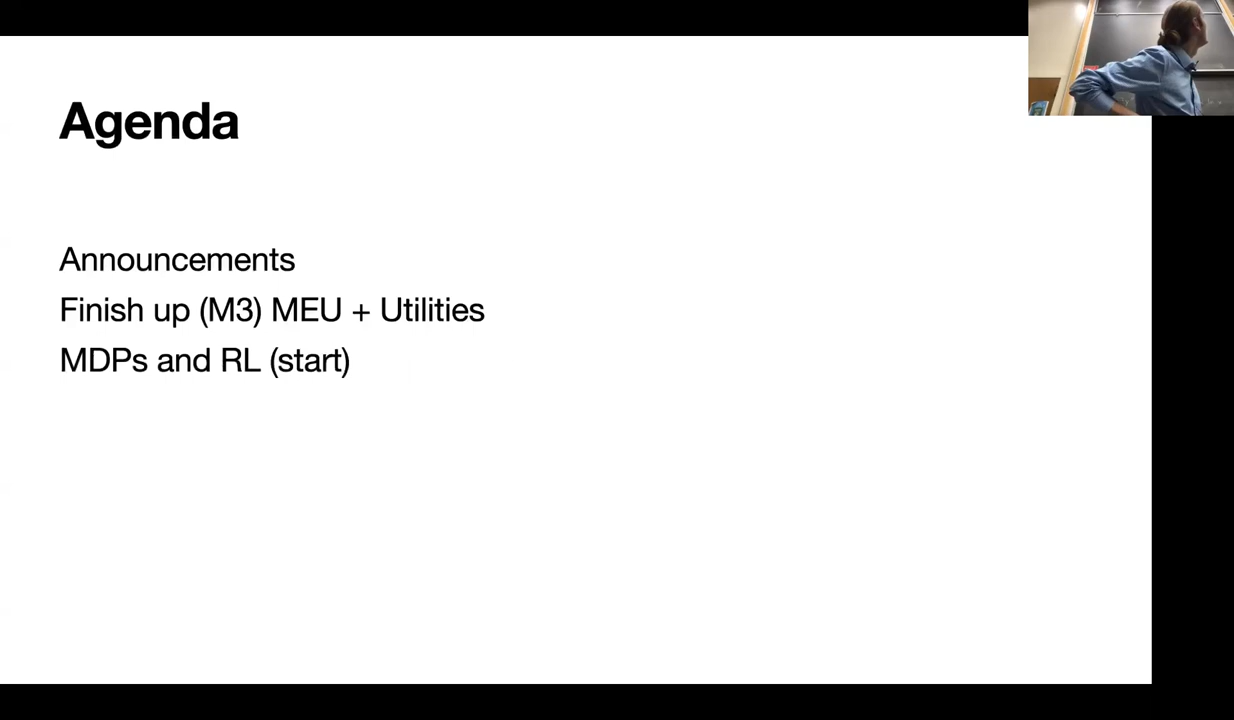 Agenda
Announcements
Finish up (M3) MEU + Utilities
MDPs and RL (start)